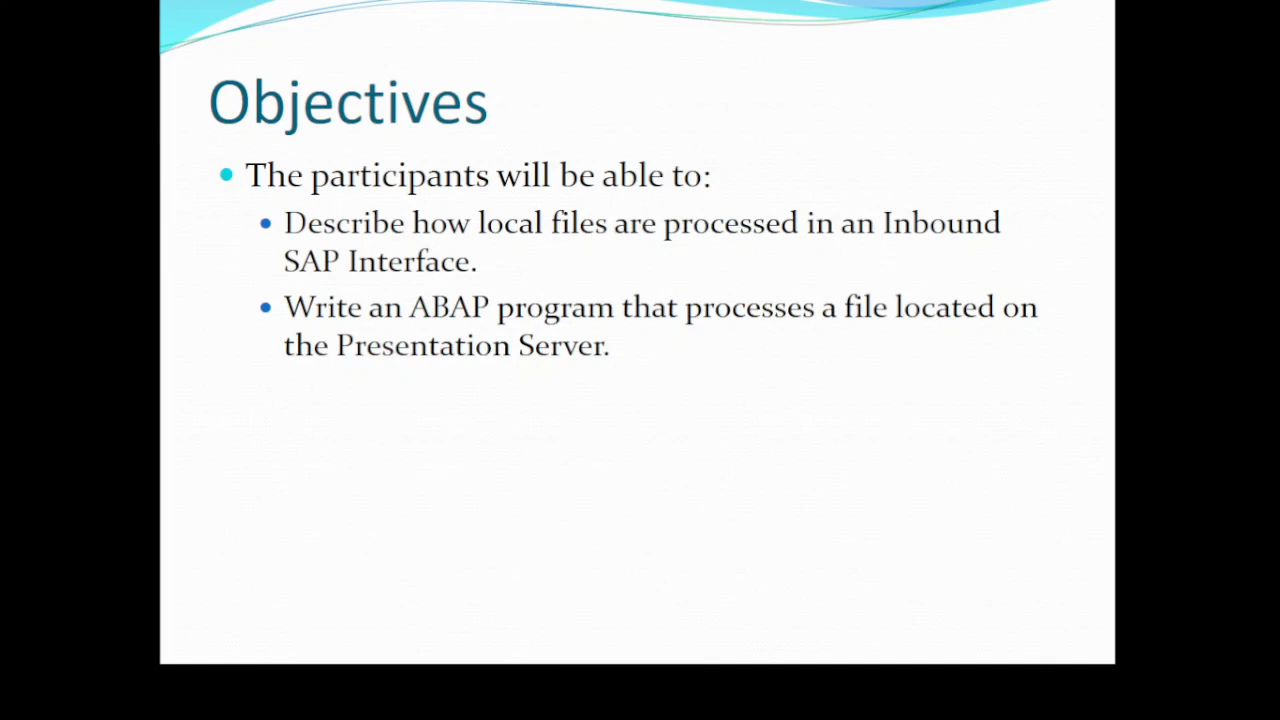 Objectives
The participants will be able to:
Describe how local files are processed in an Inbound
SAP Interface.
Write an ABAP program that processes a file located on
the Presentation Server.